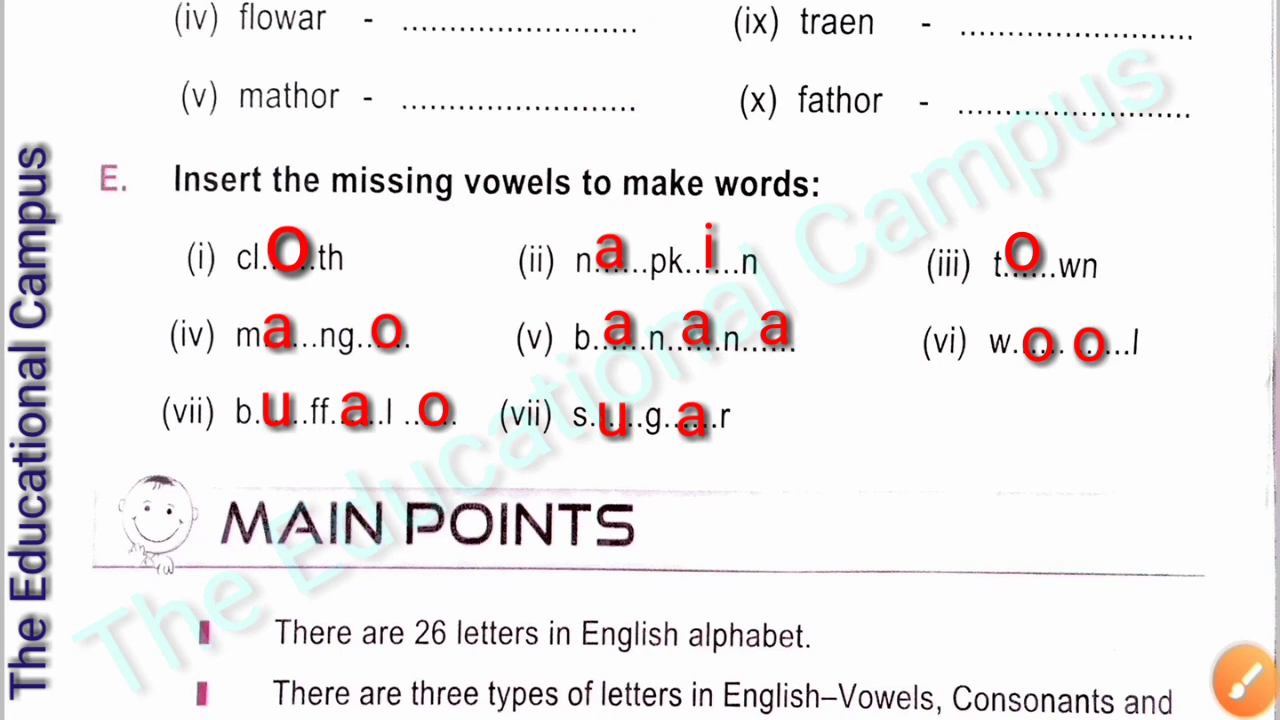 (iv) flowar - ........................ (ix) traen - ........................
(v) mathor - ........................ (x) fathor - ........................
E. Insert the missing vowels to make words:
(i) cl..o...th (ii) n..a...pk..i...n (iii) t..o...wn
(iv) m..a...ng..o... (v) b..a...n..a...n..a... (vi) w..o... ..o...l
(vii) b..u...ff..a...l ..o... (vii) s..u...g..a...r
MAIN POINTS
There are 26 letters in English alphabet.
There are three types of letters in English–Vowels, Consonants and
The Educational Campus
The Educational Campus